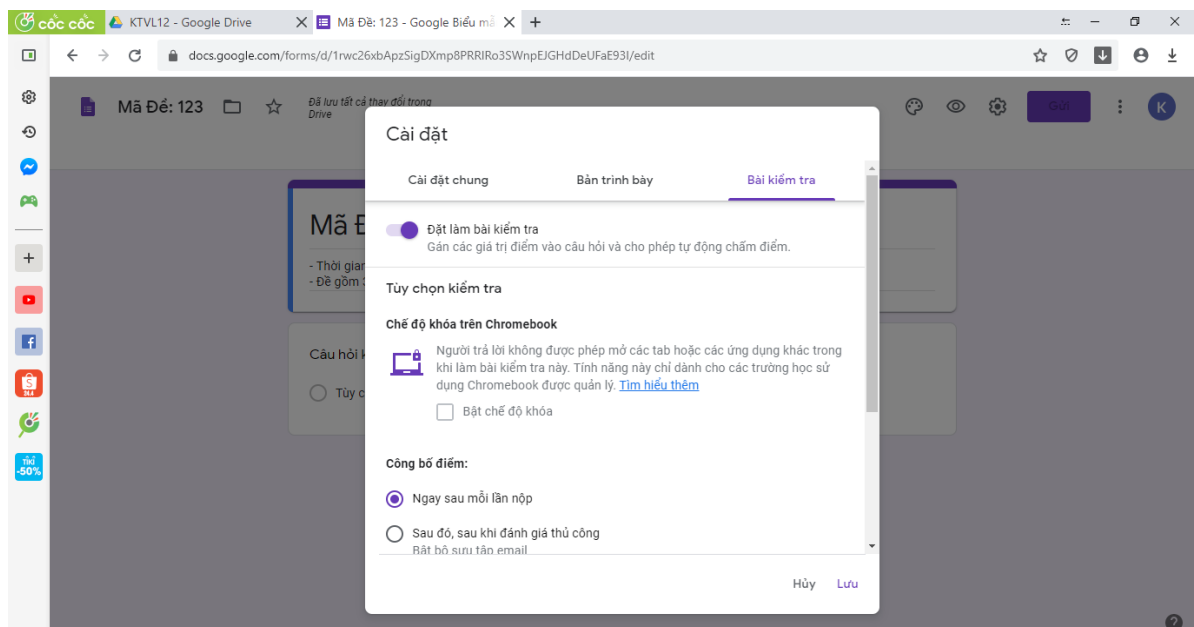 cốc cốc
KTVL12 - Google Drive
Mã Đề: 123 - Google Biểu mẫ
docs.google.com/forms/d/1rwc26xbApzSigDXmp8PRRIRo3SWnpEJGHdDeUFaE93I/edit
Mã Đề: 123
Đã lưu tất cả thay đổi trong
Drive
Gửi
K
Cài đặt
Cài đặt chung
Bản trình bày
Bài kiểm tra
Mã Đ
- Thời gian
- Đề gồm
Câu hỏi k
Tùy c
Đặt làm bài kiểm tra
Gán các giá trị điểm vào câu hỏi và cho phép tự động chấm điểm.
Tùy chọn kiểm tra
Chế độ khóa trên Chromebook
Người trả lời không được phép mở các tab hoặc các ứng dụng khác trong
khi làm bài kiểm tra này. Tính năng này chỉ dành cho các trường học sử
dụng Chromebook được quản lý. Tìm hiểu thêm
Bật chế độ khóa
Công bố điểm:
Ngay sau mỗi lần nộp
Sau đó, sau khi đánh giá thủ công
Bật bộ sưu tập email
Hủy
Lưu
24.4
TIKI
-50%